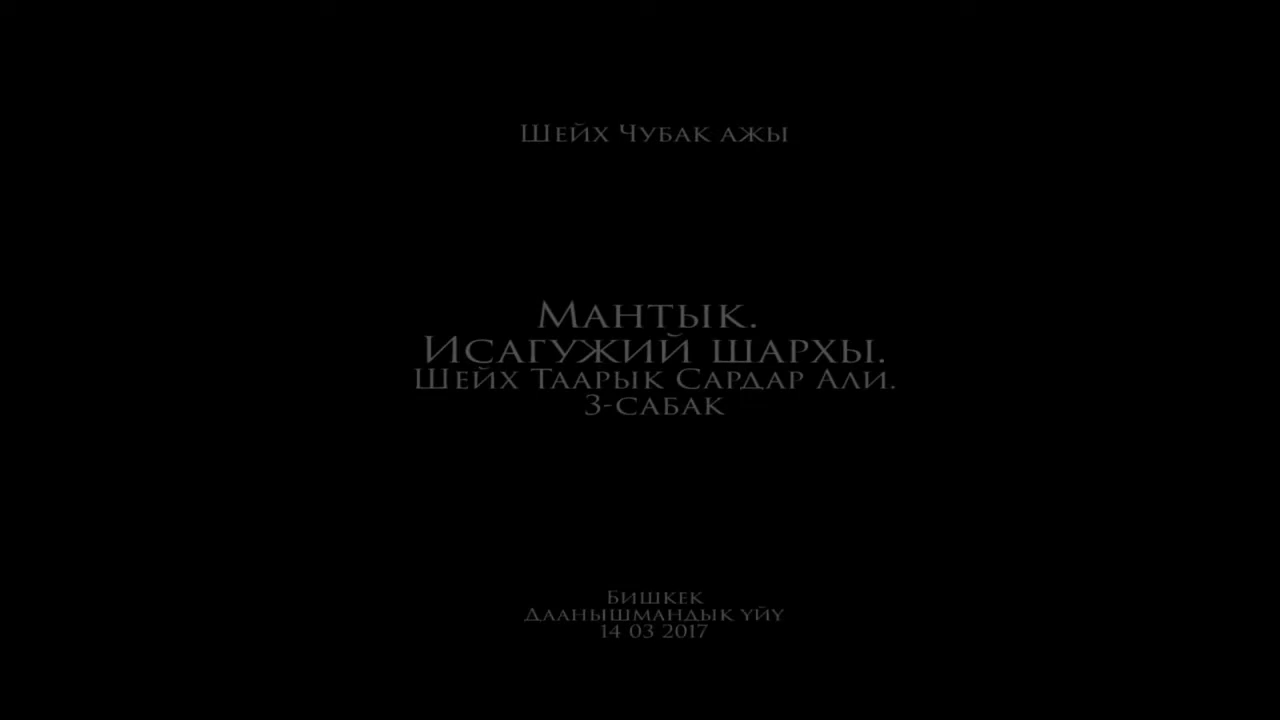 Шейх Чубак ажы
Мантык.
Исагужий шархы.
Шейх Таарык Сардар Али.
3-сабак
Бишкек
Даанышмандык үйү
14 03 2017